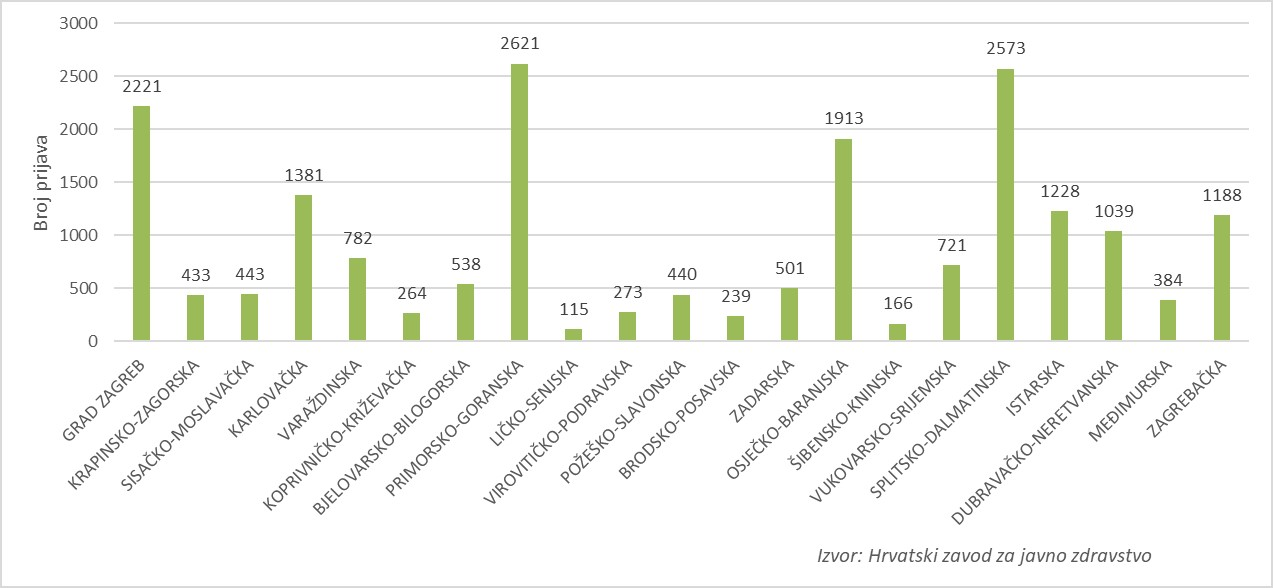 3000
2500
2000
1500
1000
500
0
Broj prijava
2221
433
443
1381
782
264
538
2621
115
273
440
239
501
1913
166
721
2573
1228
1039
384
1188
GRAD ZAGREB
KRAPINSKO-ZAGORSKA
SISAČKO-MOSLAVAČKA
KARLOVAČKA
VARAŽDINSKA
KOPRIVNIČKO-KRIŽEVAČKA
BJELOVARSKO-BILOGORSKA
PRIMORSKO-GORANSKA
LIČKO-SENJSKA
VIROVITIČKO-PODRAVSKA
POŽEŠKO-SLAVONSKA
BRODSKO-POSAVSKA
ZADARSKA
OSJEČKO-BARANJSKA
ŠIBENSKO-KNINSKA
VUKOVARSKO-SRIJEMSKA
SPLITSKO-DALMATINSKA
ISTARSKA
DUBRAVAČKO-NERETVANSKA
MEĐIMURSKA
ZAGREBAČKA
Izvor: Hrvatski zavod za javno zdravstvo